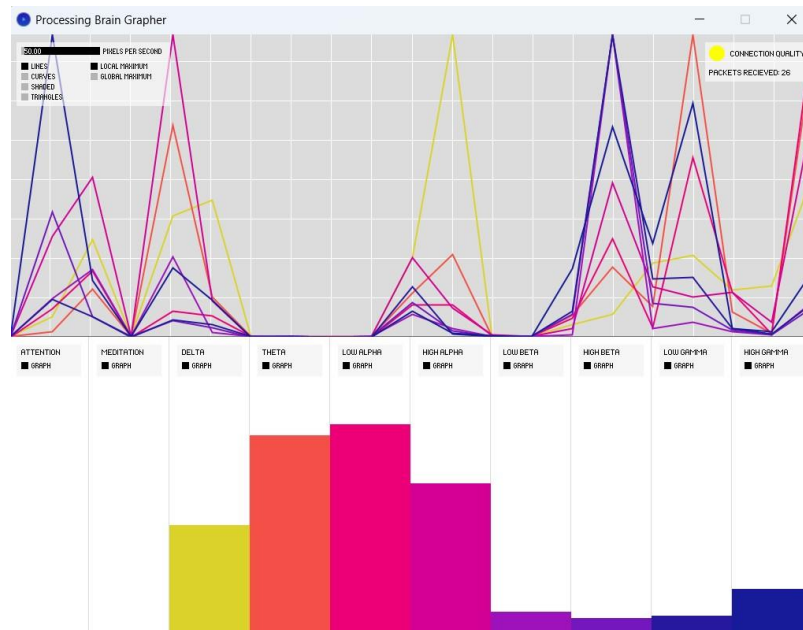 Processing Brain Grapher
50.00 PIXELS PER SECOND
LINES LOCAL MAXIMUM
CURVES GLOBAL MAXIMUM
SHADED
TRIANGLES
CONNECTION QUALITY
PACKETS RECIEVED: 26
ATTENTION MEDITATION DELTA THETA LOW ALPHA HIGH ALPHA LOW BETA HIGH BETA LOW GAMMA HIGH GAMMA
GRAPH GRAPH GRAPH GRAPH GRAPH GRAPH GRAPH GRAPH GRAPH GRAPH